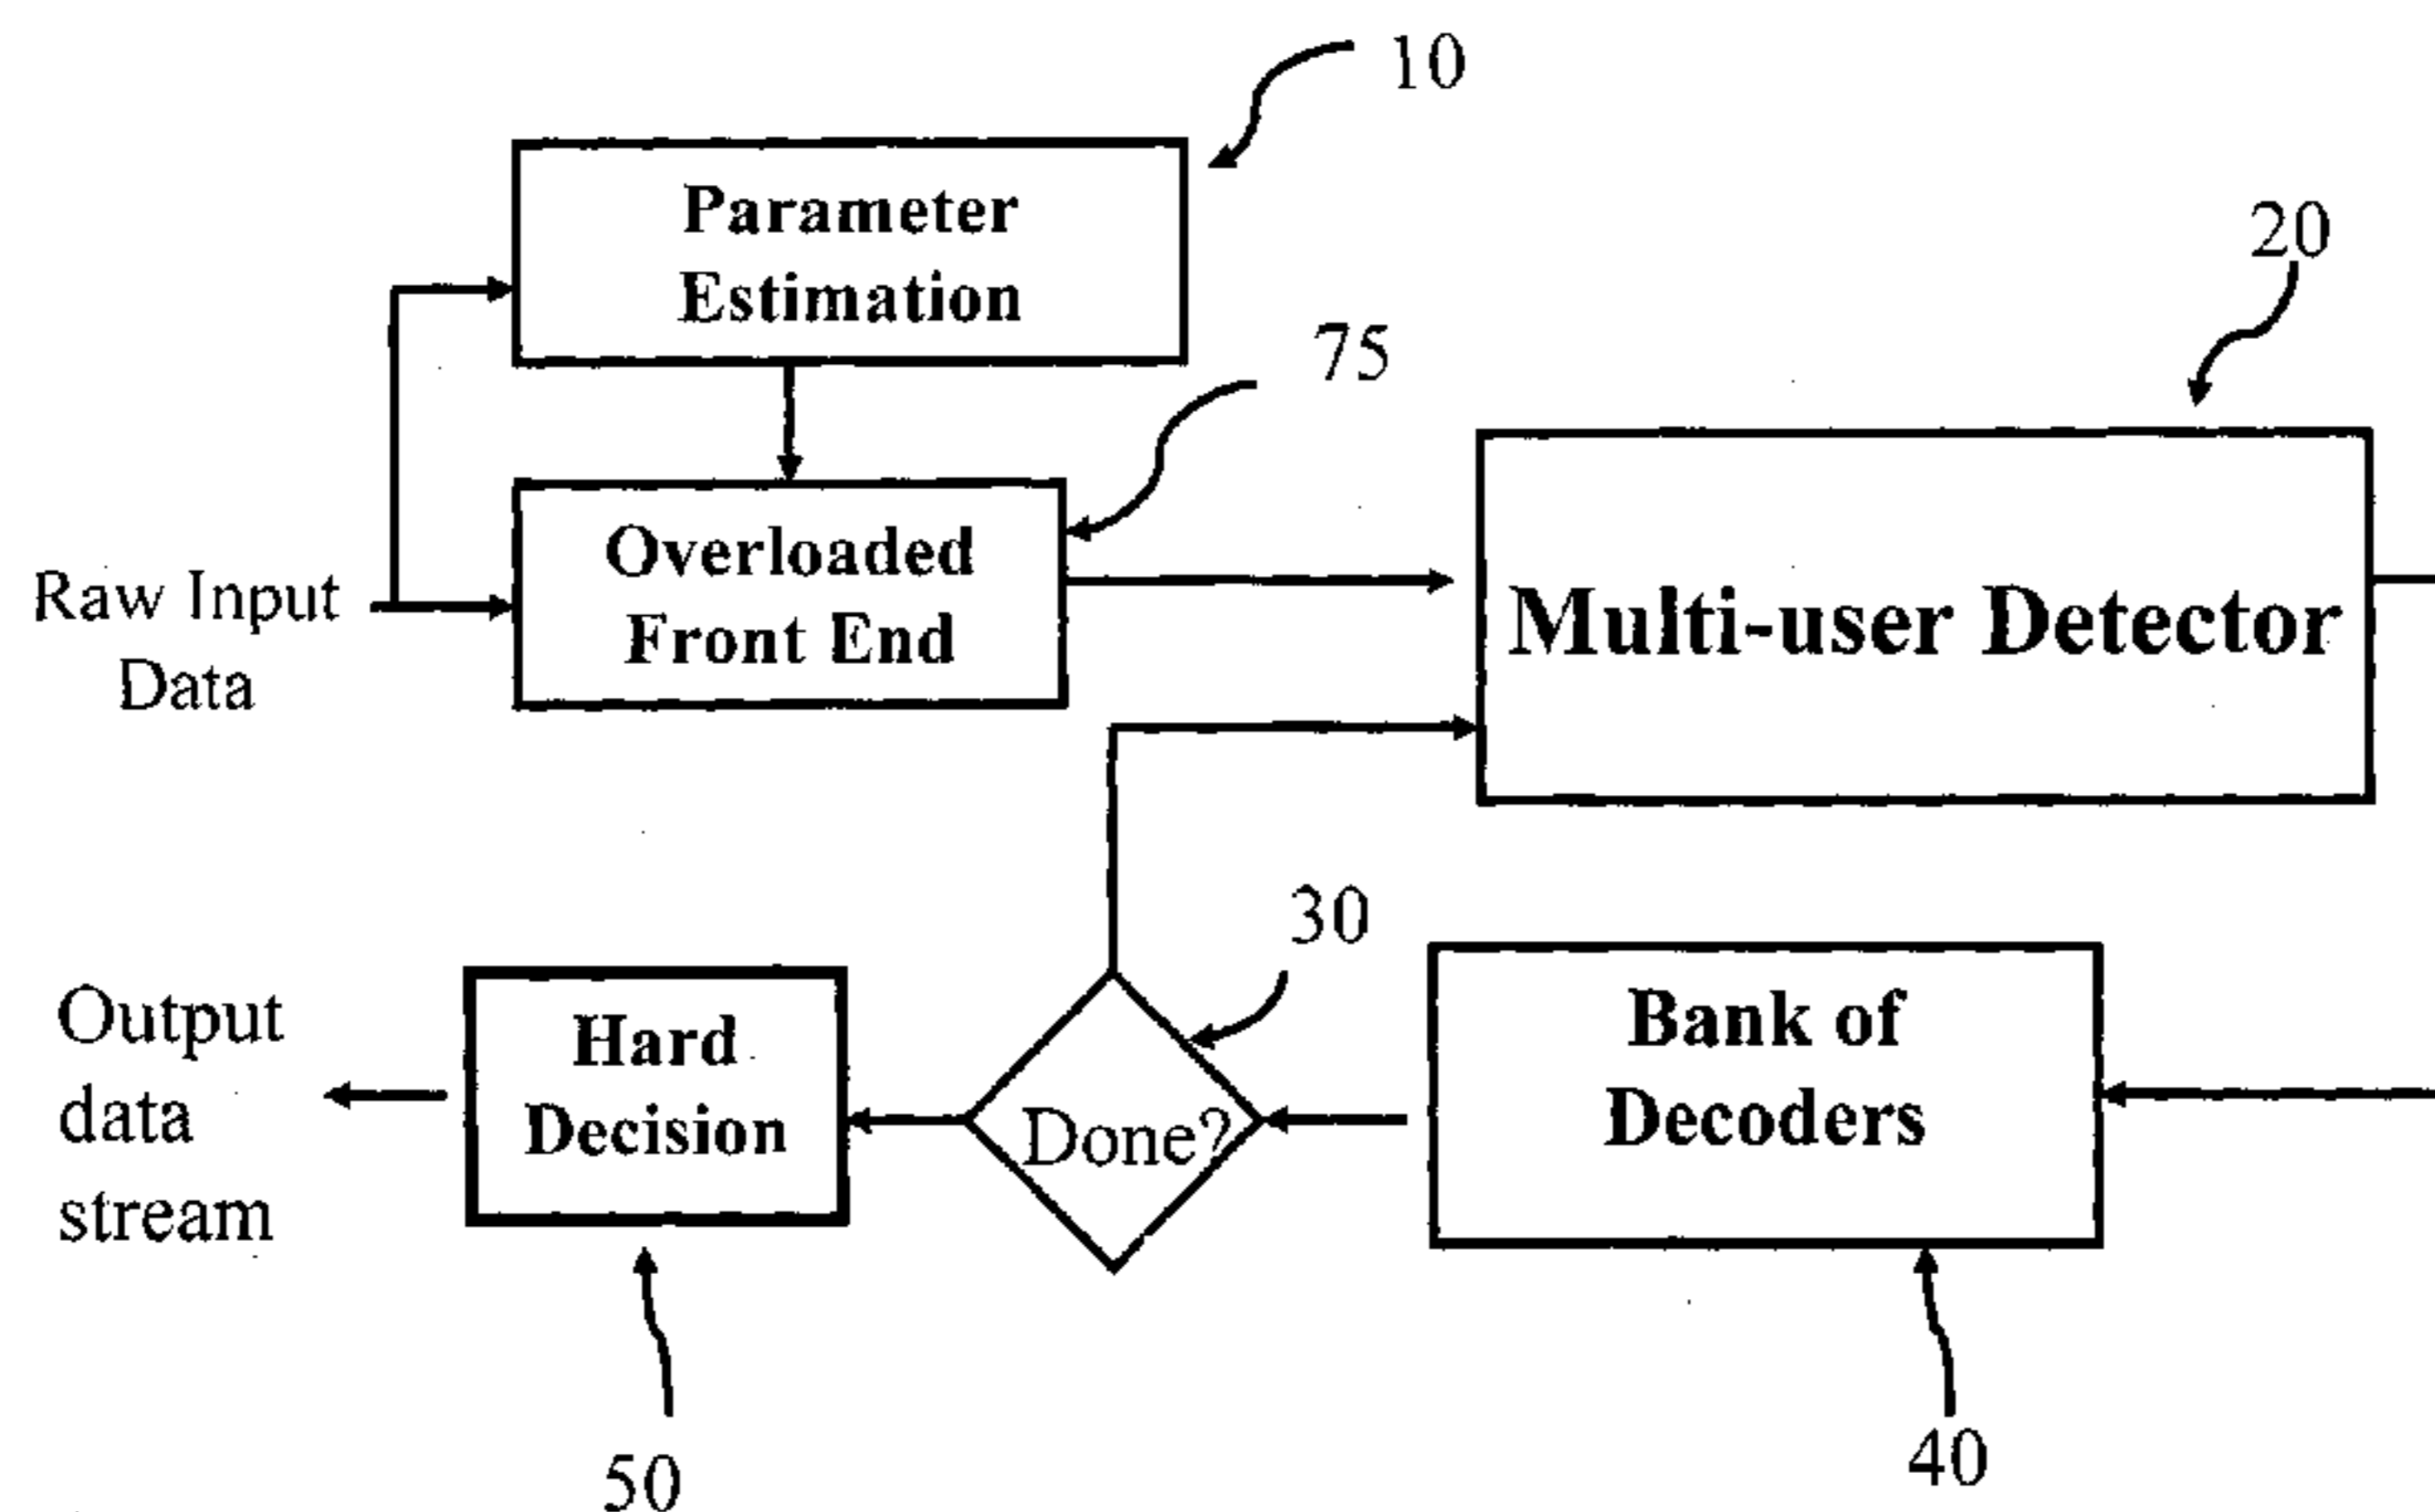 10
Parameter
Estimation
20
75
Overloaded
Front End
Raw Input
Data
Multi-user Detector
30
Output
data
stream
Hard
Decision
Done?
Bank of
Decoders
50
40